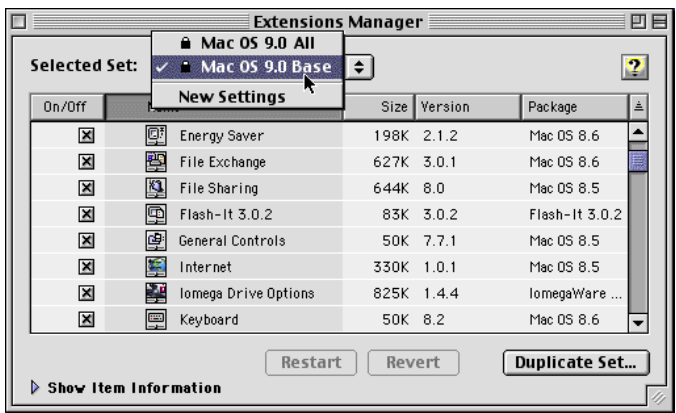 Extensions Manager
Mac OS 9.0 All
Selected Set: ✓ Mac OS 9.0 Base
New Settings
On/Off Size Version Package
Energy Saver 198K 2.1.2 Mac OS 8.6
File Exchange 627K 3.0.1 Mac OS 8.6
File Sharing 644K 8.0 Mac OS 8.5
Flash-It 3.0.2 83K 3.0.2 Flash-It 3.0.2
General Controls 50K 7.7.1 Mac OS 8.5
Internet 330K 1.0.1 Mac OS 8.5
Iomega Drive Options 825K 1.4.4 IomegaWare ...
Keyboard 50K 8.2 Mac OS 8.6
Restart Revert Duplicate Set...
Show Item Information